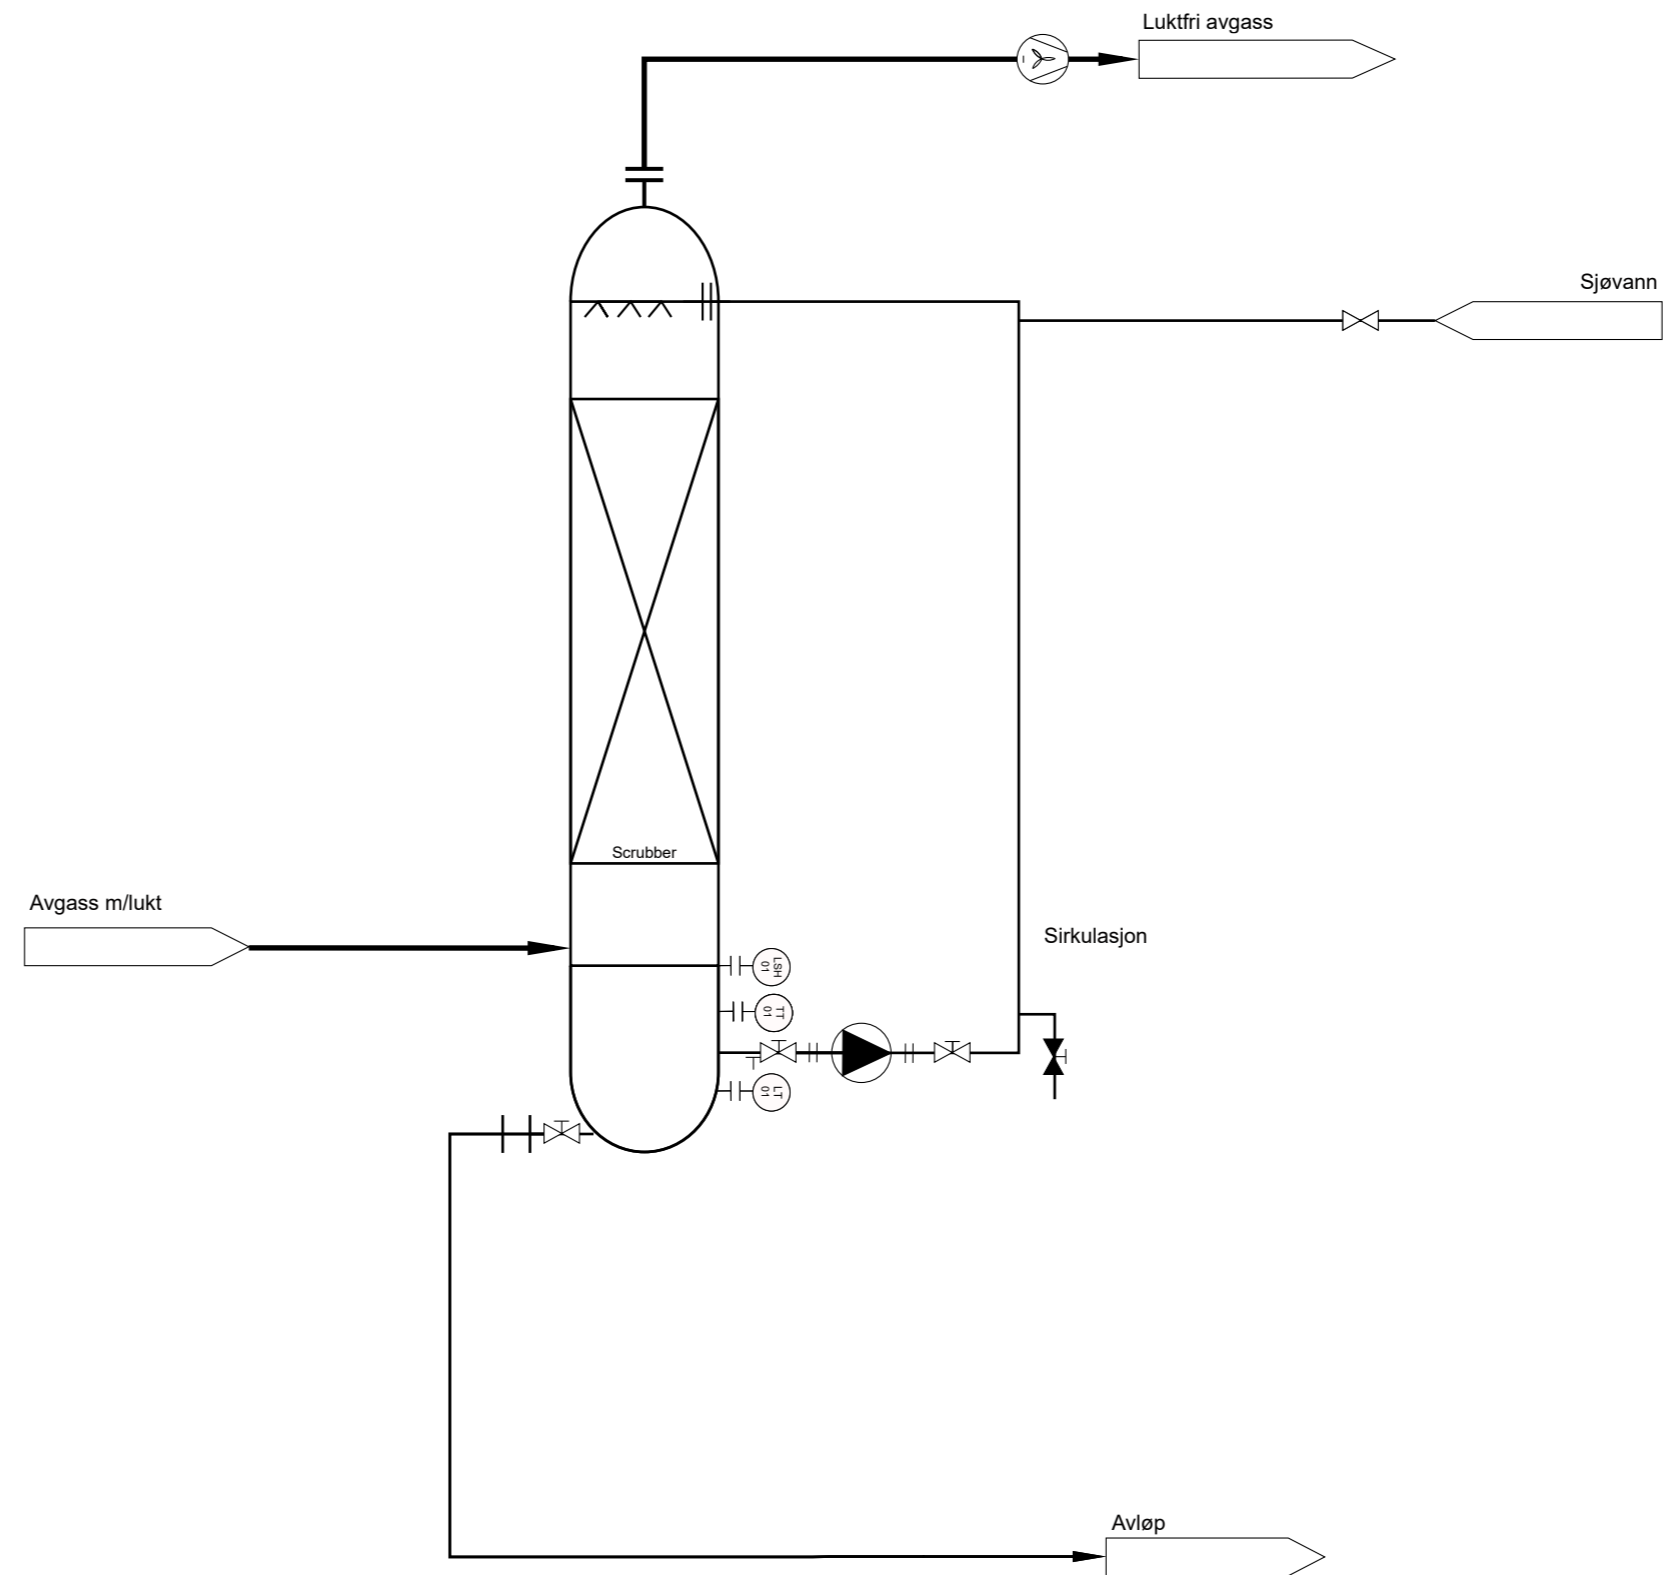 Luktfri avgass
Sjøvann
Scrubber
Avgass m/lukt
Sirkulasjon
LSH
01
TT
01
LT
01
Avløp